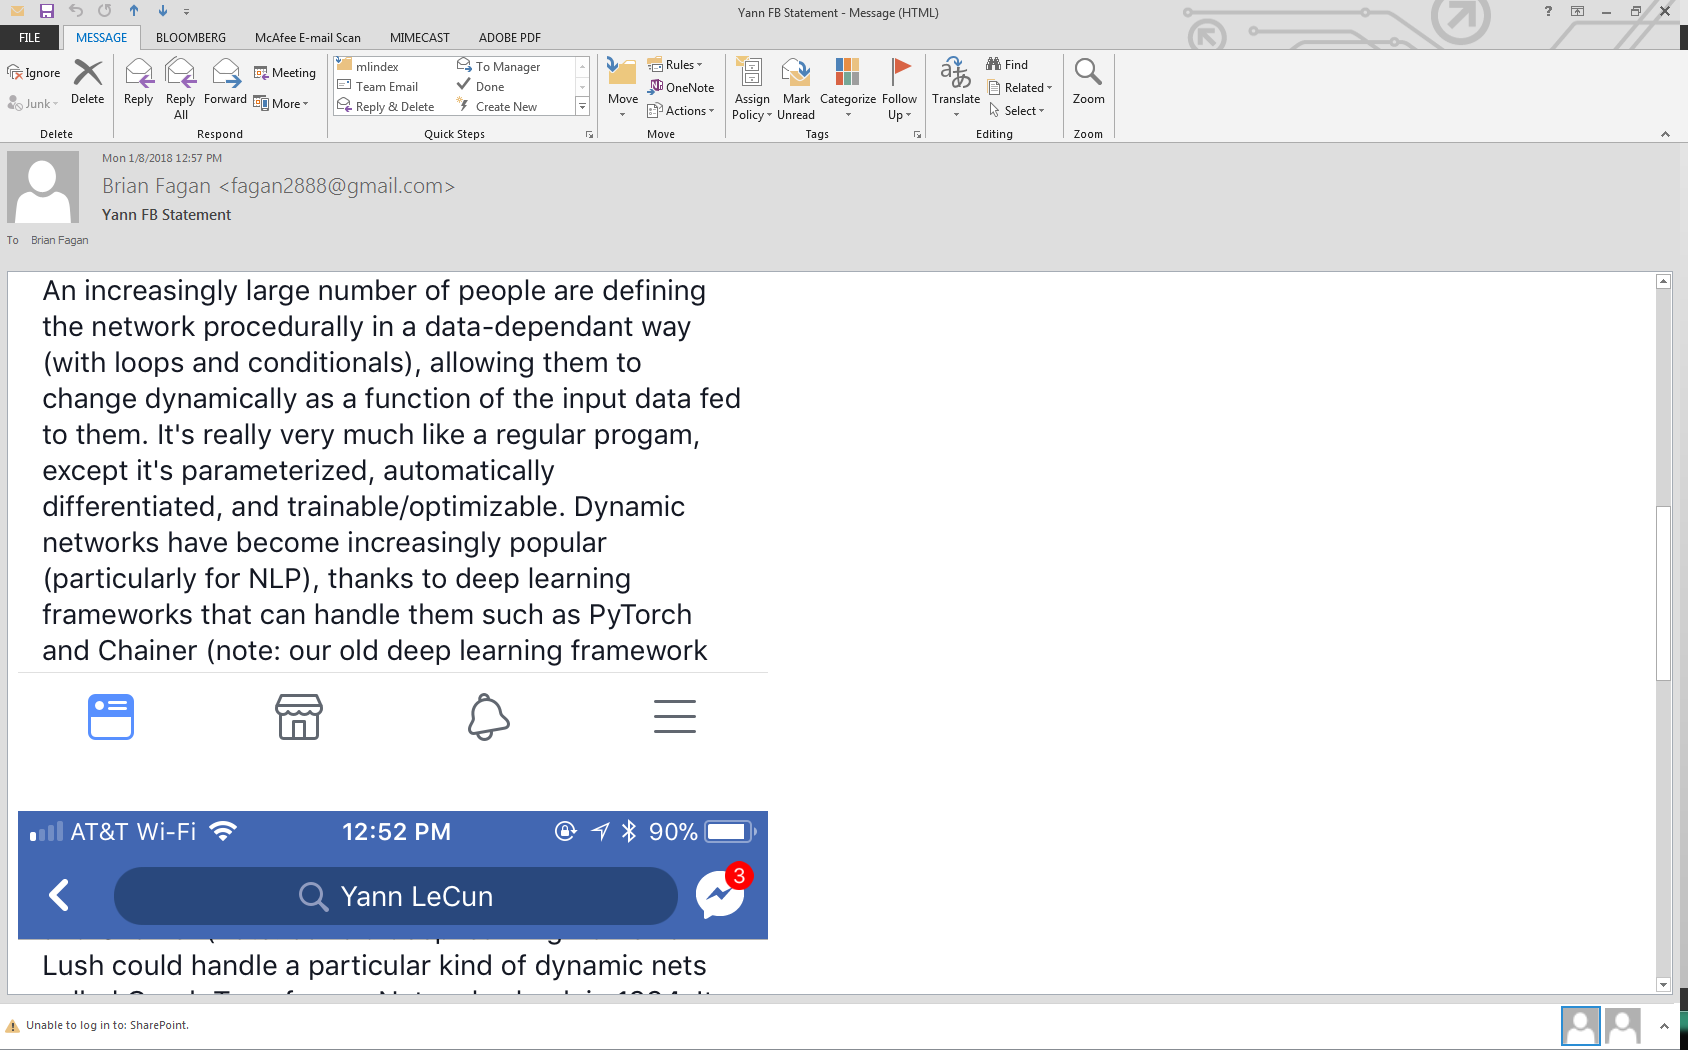 Yann FB Statement - Message (HTML)
?
FILE MESSAGE BLOOMBERG McAfee E-mail Scan MIMECAST ADOBE PDF
Ignore
Junk
Delete
Delete
Reply
Reply All
Forward
Meeting
More
Respond
mlindex
Team Email
Reply & Delete
To Manager
Done
Create New
Quick Steps
Move
Rules
OneNote
Actions
Move
Assign Policy
Mark Unread
Categorize
Follow Up
Tags
Translate
Find
Related
Select
Editing
Zoom
Zoom
Mon 1/8/2018 12:57 PM
Brian Fagan <fagan2888@gmail.com>
Yann FB Statement
To Brian Fagan
An increasingly large number of people are defining
the network procedurally in a data-dependant way
(with loops and conditionals), allowing them to
change dynamically as a function of the input data fed
to them. It's really very much like a regular progam,
except it's parameterized, automatically
differentiated, and trainable/optimizable. Dynamic
networks have become increasingly popular
(particularly for NLP), thanks to deep learning
frameworks that can handle them such as PyTorch
and Chainer (note: our old deep learning framework
AT&T Wi-Fi 12:52 PM 90%
Yann LeCun 3
Lush could handle a particular kind of dynamic nets
Unable to log in to: SharePoint.